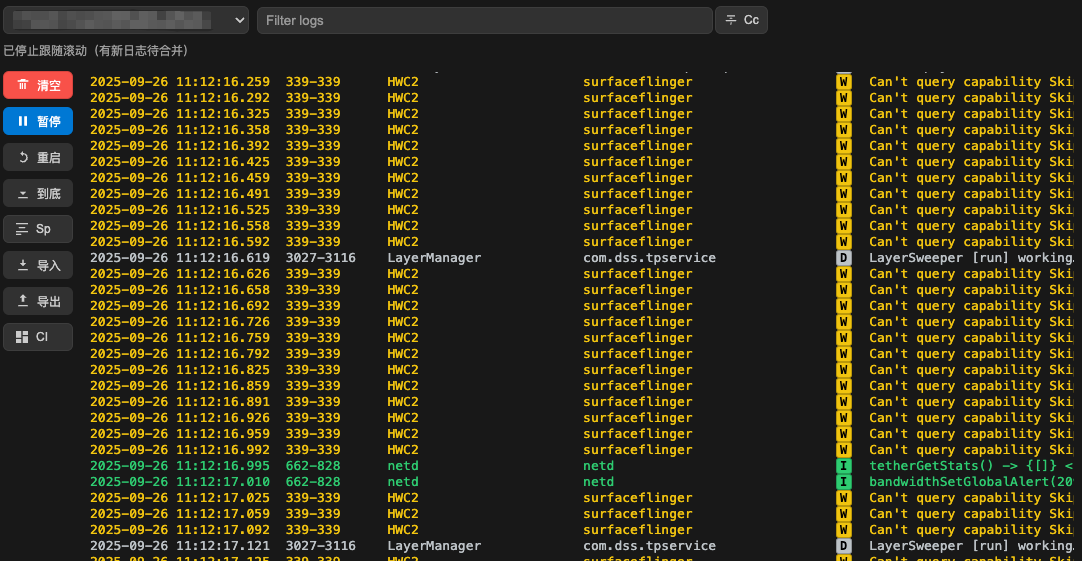 Filter logs
Cc
已停止跟随滚动（有新日志待合并）
清空
暂停
重启
到底
Sp
导入
导出
Cl
2025-09-26 11:12:16.259 339-339 HWC2 surfaceflinger W Can't query capability Ski
2025-09-26 11:12:16.292 339-339 HWC2 surfaceflinger W Can't query capability Ski
2025-09-26 11:12:16.325 339-339 HWC2 surfaceflinger W Can't query capability Ski
2025-09-26 11:12:16.358 339-339 HWC2 surfaceflinger W Can't query capability Ski
2025-09-26 11:12:16.392 339-339 HWC2 surfaceflinger W Can't query capability Ski
2025-09-26 11:12:16.425 339-339 HWC2 surfaceflinger W Can't query capability Ski
2025-09-26 11:12:16.459 339-339 HWC2 surfaceflinger W Can't query capability Ski
2025-09-26 11:12:16.491 339-339 HWC2 surfaceflinger W Can't query capability Ski
2025-09-26 11:12:16.525 339-339 HWC2 surfaceflinger W Can't query capability Ski
2025-09-26 11:12:16.558 339-339 HWC2 surfaceflinger W Can't query capability Ski
2025-09-26 11:12:16.592 339-339 HWC2 surfaceflinger W Can't query capability Ski
2025-09-26 11:12:16.619 3027-3116 LayerManager com.dss.tpservice D LayerSweeper [run] working
2025-09-26 11:12:16.626 339-339 HWC2 surfaceflinger W Can't query capability Ski
2025-09-26 11:12:16.658 339-339 HWC2 surfaceflinger W Can't query capability Ski
2025-09-26 11:12:16.692 339-339 HWC2 surfaceflinger W Can't query capability Ski
2025-09-26 11:12:16.726 339-339 HWC2 surfaceflinger W Can't query capability Ski
2025-09-26 11:12:16.759 339-339 HWC2 surfaceflinger W Can't query capability Ski
2025-09-26 11:12:16.792 339-339 HWC2 surfaceflinger W Can't query capability Ski
2025-09-26 11:12:16.825 339-339 HWC2 surfaceflinger W Can't query capability Ski
2025-09-26 11:12:16.859 339-339 HWC2 surfaceflinger W Can't query capability Ski
2025-09-26 11:12:16.891 339-339 HWC2 surfaceflinger W Can't query capability Ski
2025-09-26 11:12:16.926 339-339 HWC2 surfaceflinger W Can't query capability Ski
2025-09-26 11:12:16.959 339-339 HWC2 surfaceflinger W Can't query capability Ski
2025-09-26 11:12:16.992 339-339 HWC2 surfaceflinger W Can't query capability Ski
2025-09-26 11:12:16.995 662-828 netd netd I tetherGetStats() -> {[]} <
2025-09-26 11:12:17.010 662-828 netd netd I bandwidthSetGlobalAlert(209
2025-09-26 11:12:17.025 339-339 HWC2 surfaceflinger W Can't query capability Ski
2025-09-26 11:12:17.059 339-339 HWC2 surfaceflinger W Can't query capability Ski
2025-09-26 11:12:17.092 339-339 HWC2 surfaceflinger W Can't query capability Ski
2025-09-26 11:12:17.121 3027-3116 LayerManager com.dss.tpservice D LayerSweeper [run] working
2025-09-26 11:12:17.125 339-339 HWC2 surfaceflinger W Can't query capability Ski